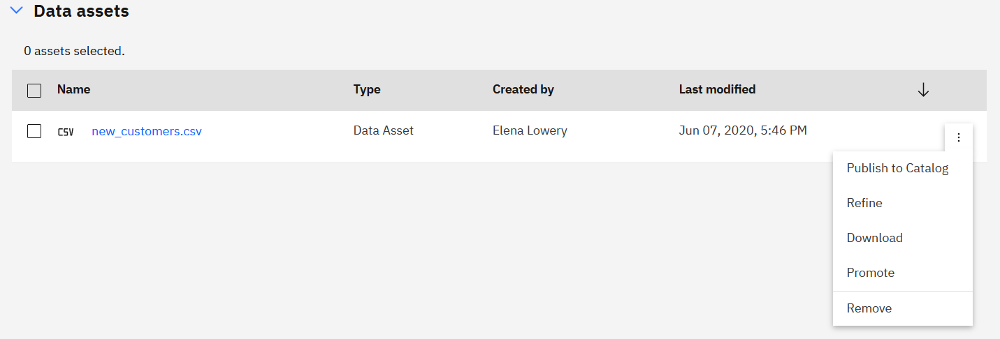 Data assets
0 assets selected.
Name Type Created by Last modified
CSV new_customers.csv Data Asset Elena Lowery Jun 07, 2020, 5:46 PM
Publish to Catalog
Refine
Download
Promote
Remove